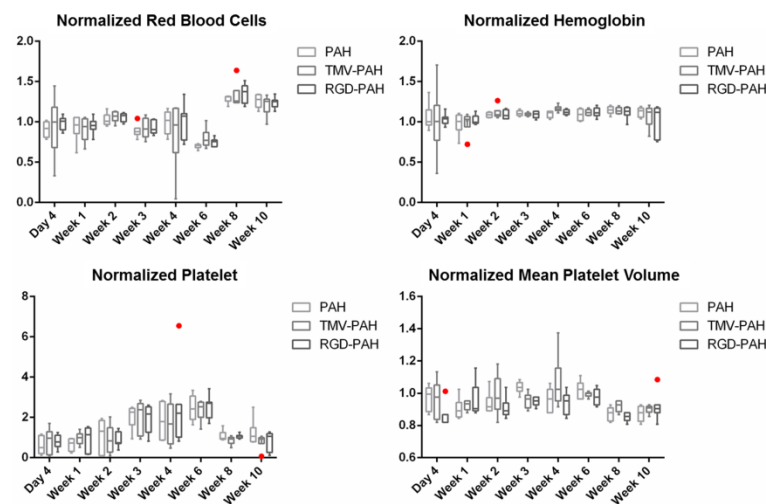 Normalized Red Blood Cells
2.0
1.5
1.0
0.5
0.0
PAH
TMV-PAH
RGD-PAH
Day 4
Week 1
Week 2
Week 3
Week 4
Week 6
Week 8
Week 10
Normalized Hemoglobin
2.0
1.5
1.0
0.5
0.0
PAH
TMV-PAH
RGD-PAH
Day 4
Week 1
Week 2
Week 3
Week 4
Week 6
Week 8
Week 10
Normalized Platelet
8
6
4
2
0
PAH
TMV-PAH
RGD-PAH
Day 4
Week 1
Week 2
Week 3
Week 4
Week 6
Week 8
Week 10
Normalized Mean Platelet Volume
1.6
1.4
1.2
1.0
0.8
0.6
PAH
TMV-PAH
RGD-PAH
Day 4
Week 1
Week 2
Week 3
Week 4
Week 6
Week 8
Week 10